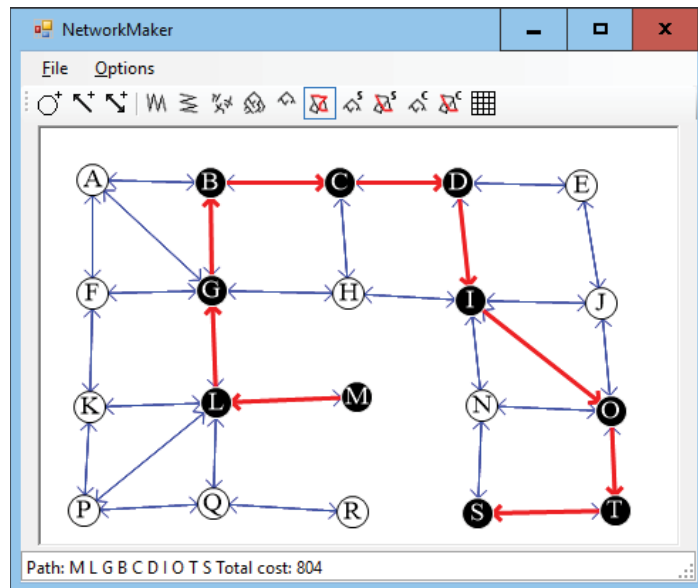 NetworkMaker
File Options
+ + + S S C C
A B C D E
F G H I J
K L M N O
P Q R S T
Path: M L G B C D I O T S Total cost: 804